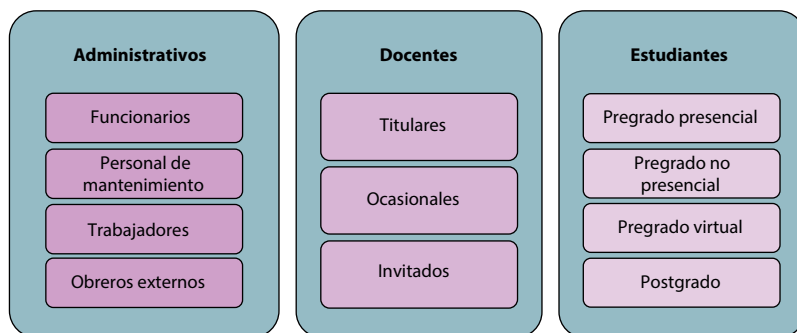 Administrativos
Funcionarios
Personal de
mantenimiento
Trabajadores
Obreros externos
Docentes
Titulares
Ocasionales
Invitados
Estudiantes
Pregrado presencial
Pregrado no
presencial
Pregrado virtual
Postgrado